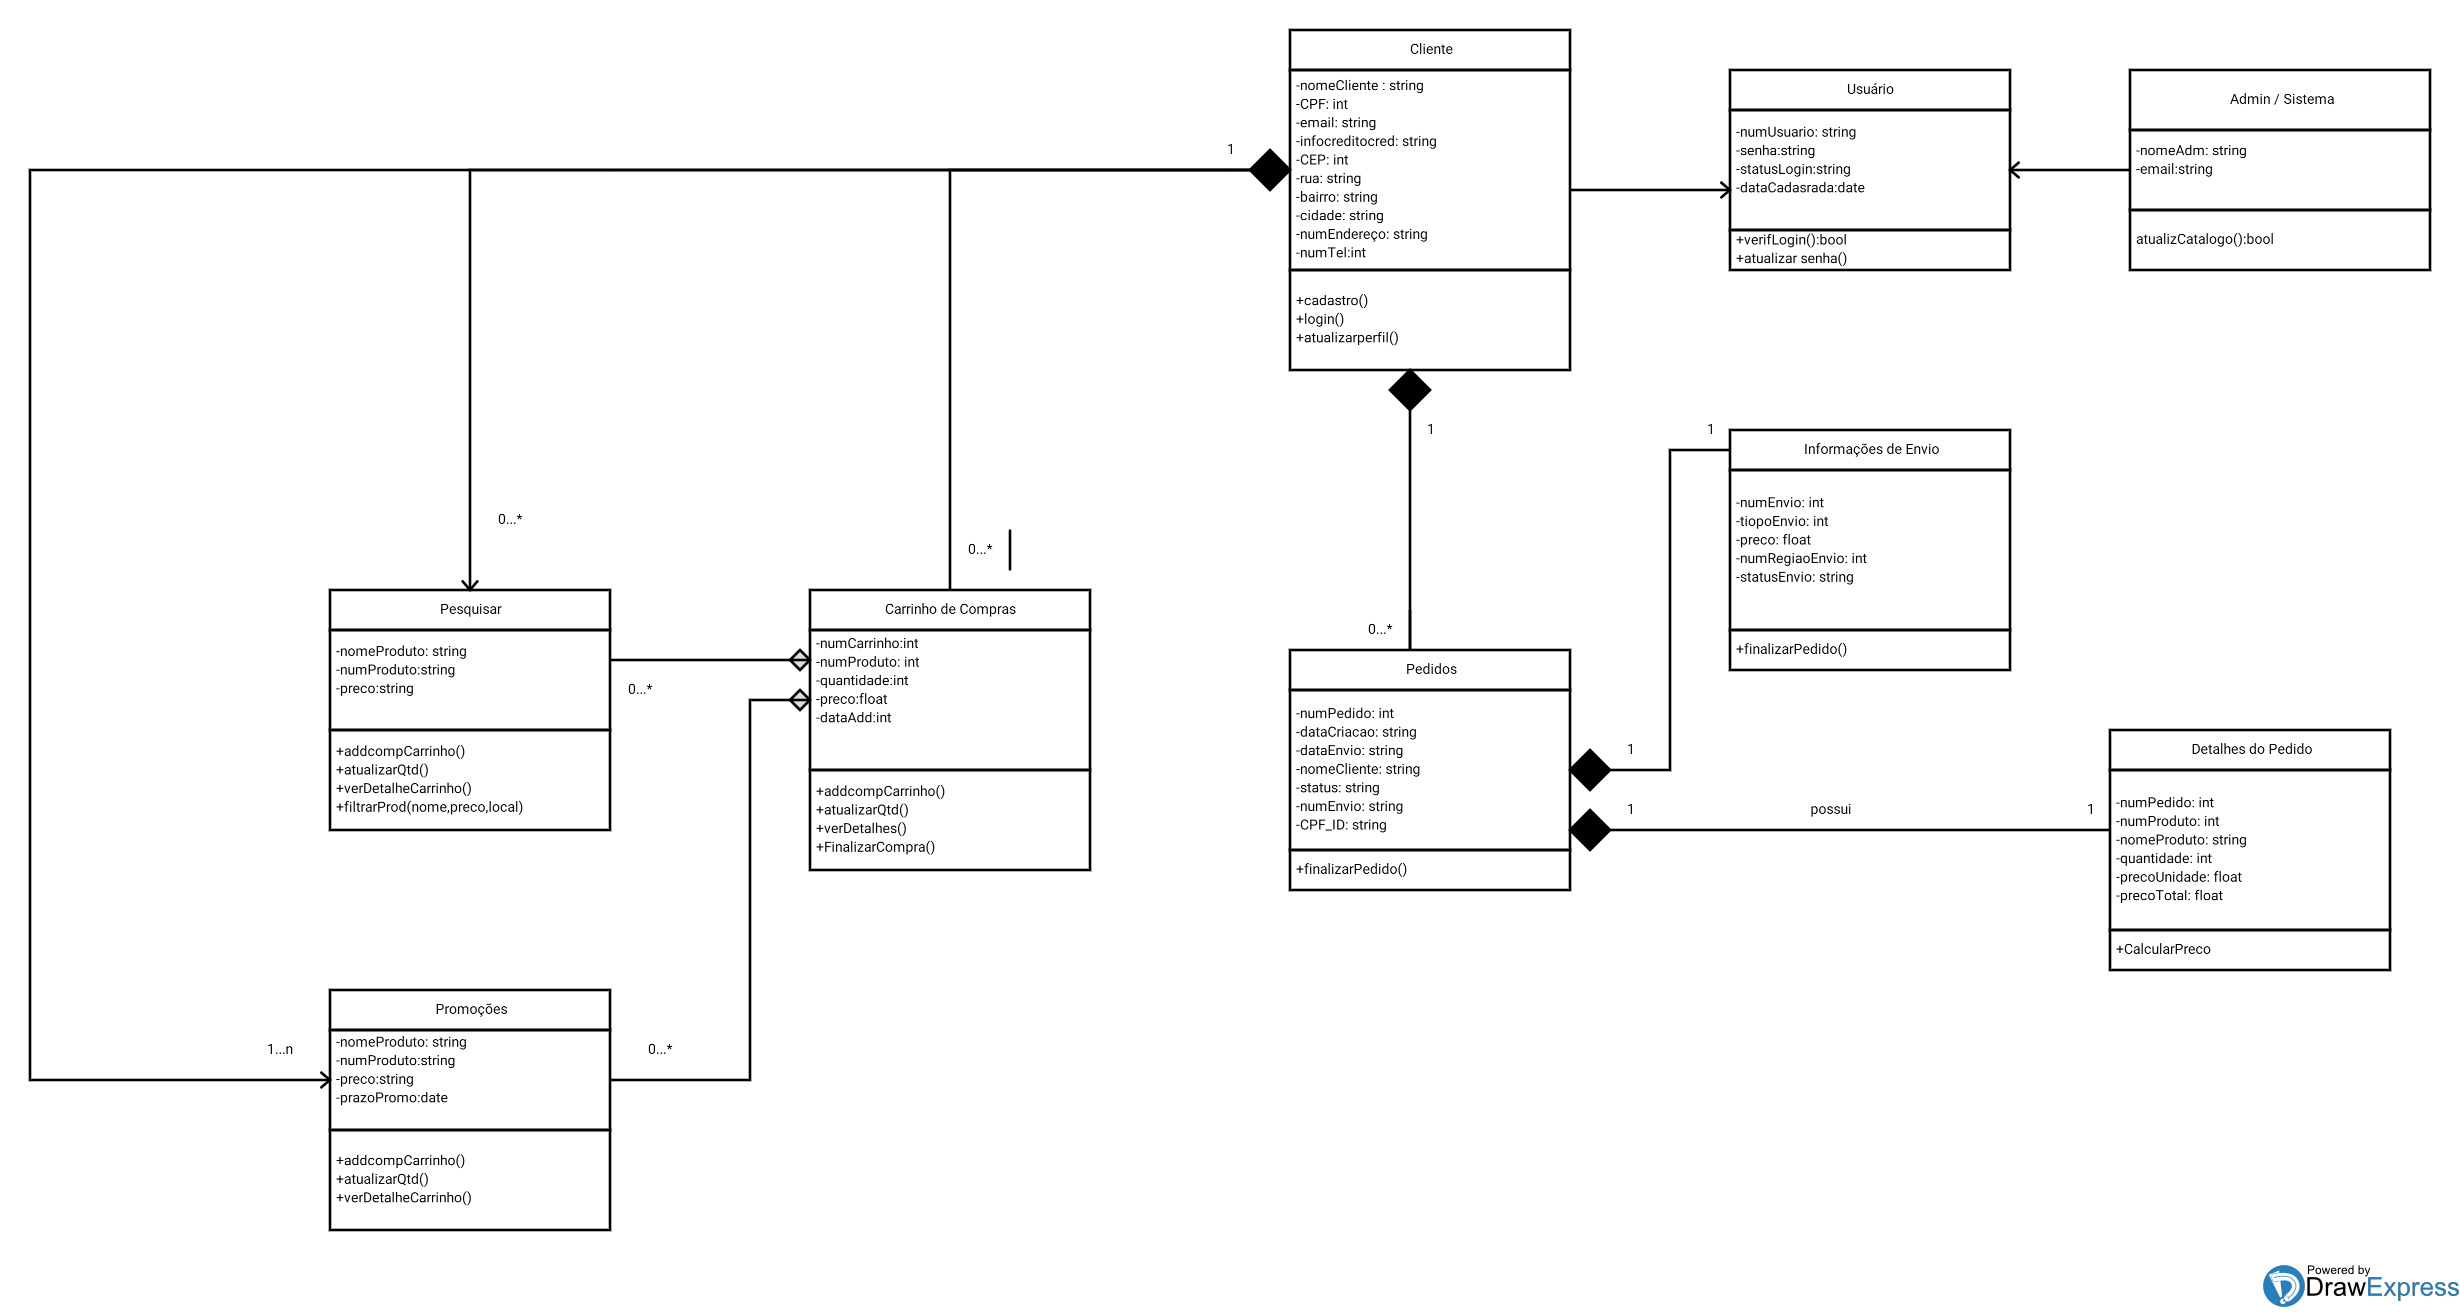 Cliente
-nomeCliente : string
-CPF: int
-email: string
-infocreditocred: string
-CEP: int
-rua: string
-bairro: string
-cidade: string
-numEndereço: string
-numTel:int
+cadastro()
+login()
+atualizarperfil()
Usuário
-numUsuario: string
-senha:string
-statusLogin:string
-dataCadasrada:date
+verifLogin():bool
+atualizar senha()
Admin / Sistema
-nomeAdm: string
-email:string
atualizCatalogo():bool
1
1
0...*
0...*
0...*
Pesquisar
-nomeProduto: string
-numProduto:string
-preco:string
+addcompCarrinho()
+atualizarQtd()
+verDetalheCarrinho()
+filtrarProd(nome,preco,local)
0...*
Carrinho de Compras
-numCarrinho:int
-numProduto: int
-quantidade:int
-preco:float
-dataAdd:int
+addcompCarrinho()
+atualizarQtd()
+verDetalhes()
+FinalizarCompra()
Pedidos
-numPedido: int
-dataCriacao: string
-dataEnvio: string
-nomeCliente: string
-status: string
-numEnvio: string
-CPF_ID: string
+finalizarPedido()
1
Informações de Envio
-numEnvio: int
-tiopoEnvio: int
-preco: float
-numRegiaoEnvio: int
-statusEnvio: string
+finalizarPedido()
1
1
possui
1
Detalhes do Pedido
-numPedido: int
-numProduto: int
-nomeProduto: string
-quantidade: int
-precoUnidade: float
-precoTotal: float
+CalcularPreco
1...n
Promoções
-nomeProduto: string
-numProduto:string
-preco:string
-prazoPromo:date
+addcompCarrinho()
+atualizarQtd()
+verDetalheCarrinho()
0...*
Powered by
DrawExpress